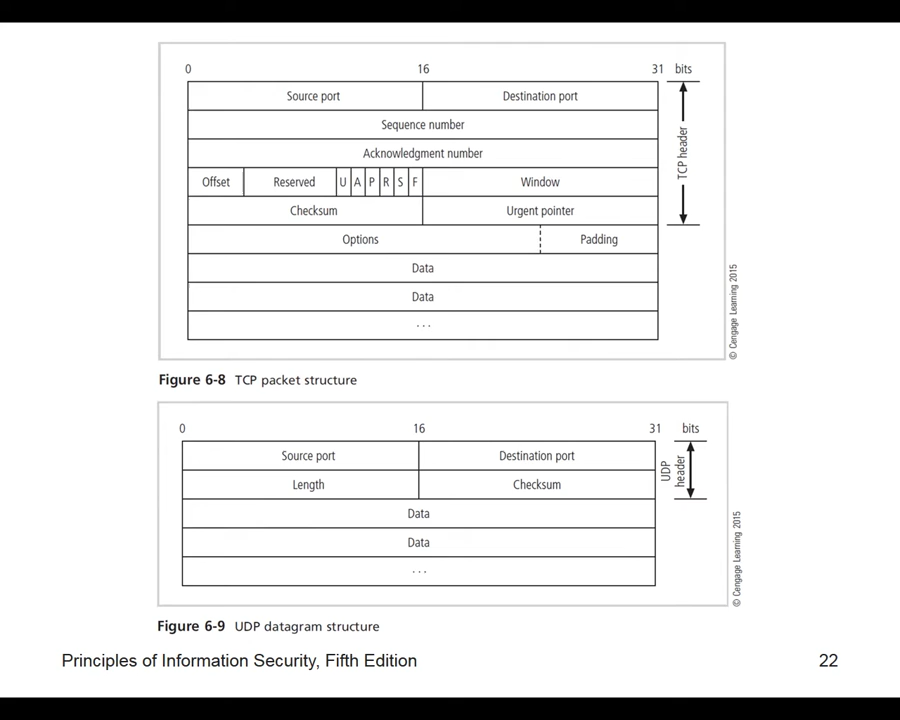 0 16 31 bits
Source port Destination port
Sequence number
Acknowledgment number
Offset Reserved U A P R S F Window
Checksum Urgent pointer
Options Padding
Data
Data
...
TCP header
© Cengage Learning 2015
Figure 6-8 TCP packet structure
0 16 31 bits
Source port Destination port
Length Checksum
Data
Data
...
UDP
header
© Cengage Learning 2015
Figure 6-9 UDP datagram structure
Principles of Information Security, Fifth Edition 22